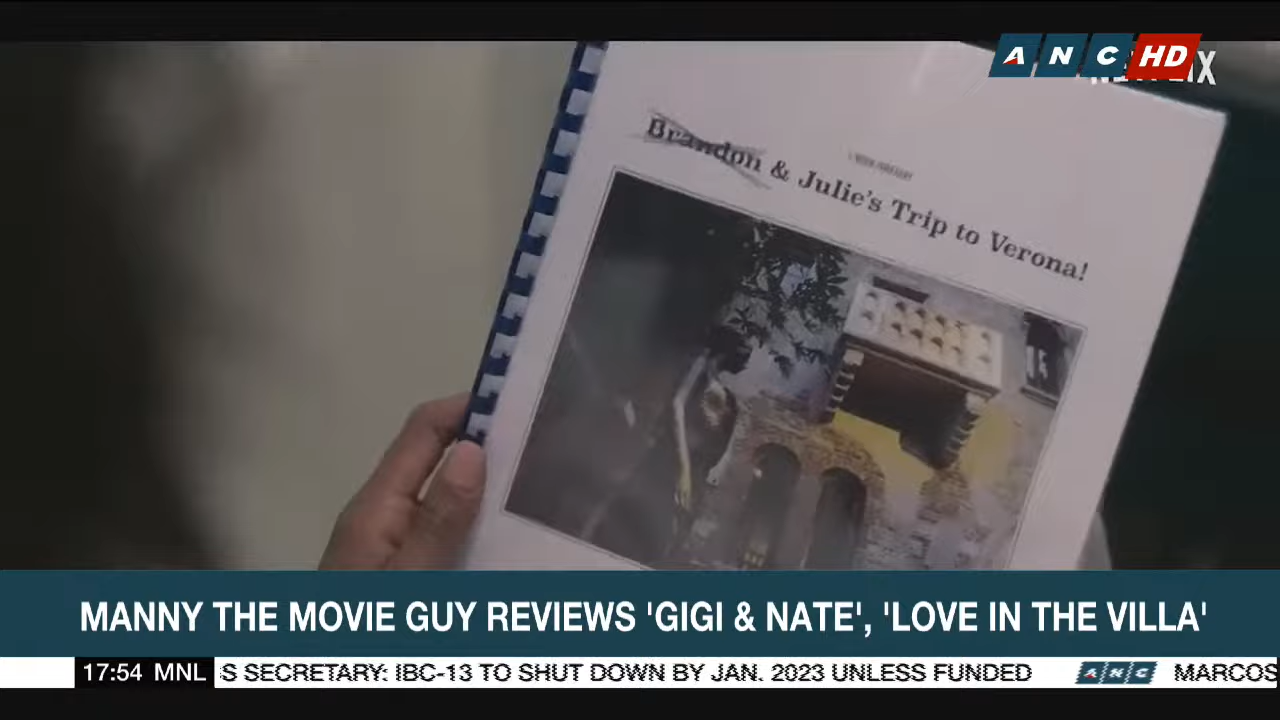 ANC HD
NETFLIX
Brandon & Julie's Trip to Verona!
MANNY THE MOVIE GUY REVIEWS 'GIGI & NATE', 'LOVE IN THE VILLA'
17:54 MNL
S SECRETARY: IBC-13 TO SHUT DOWN BY JAN. 2023 UNLESS FUNDED ANC MARCOS